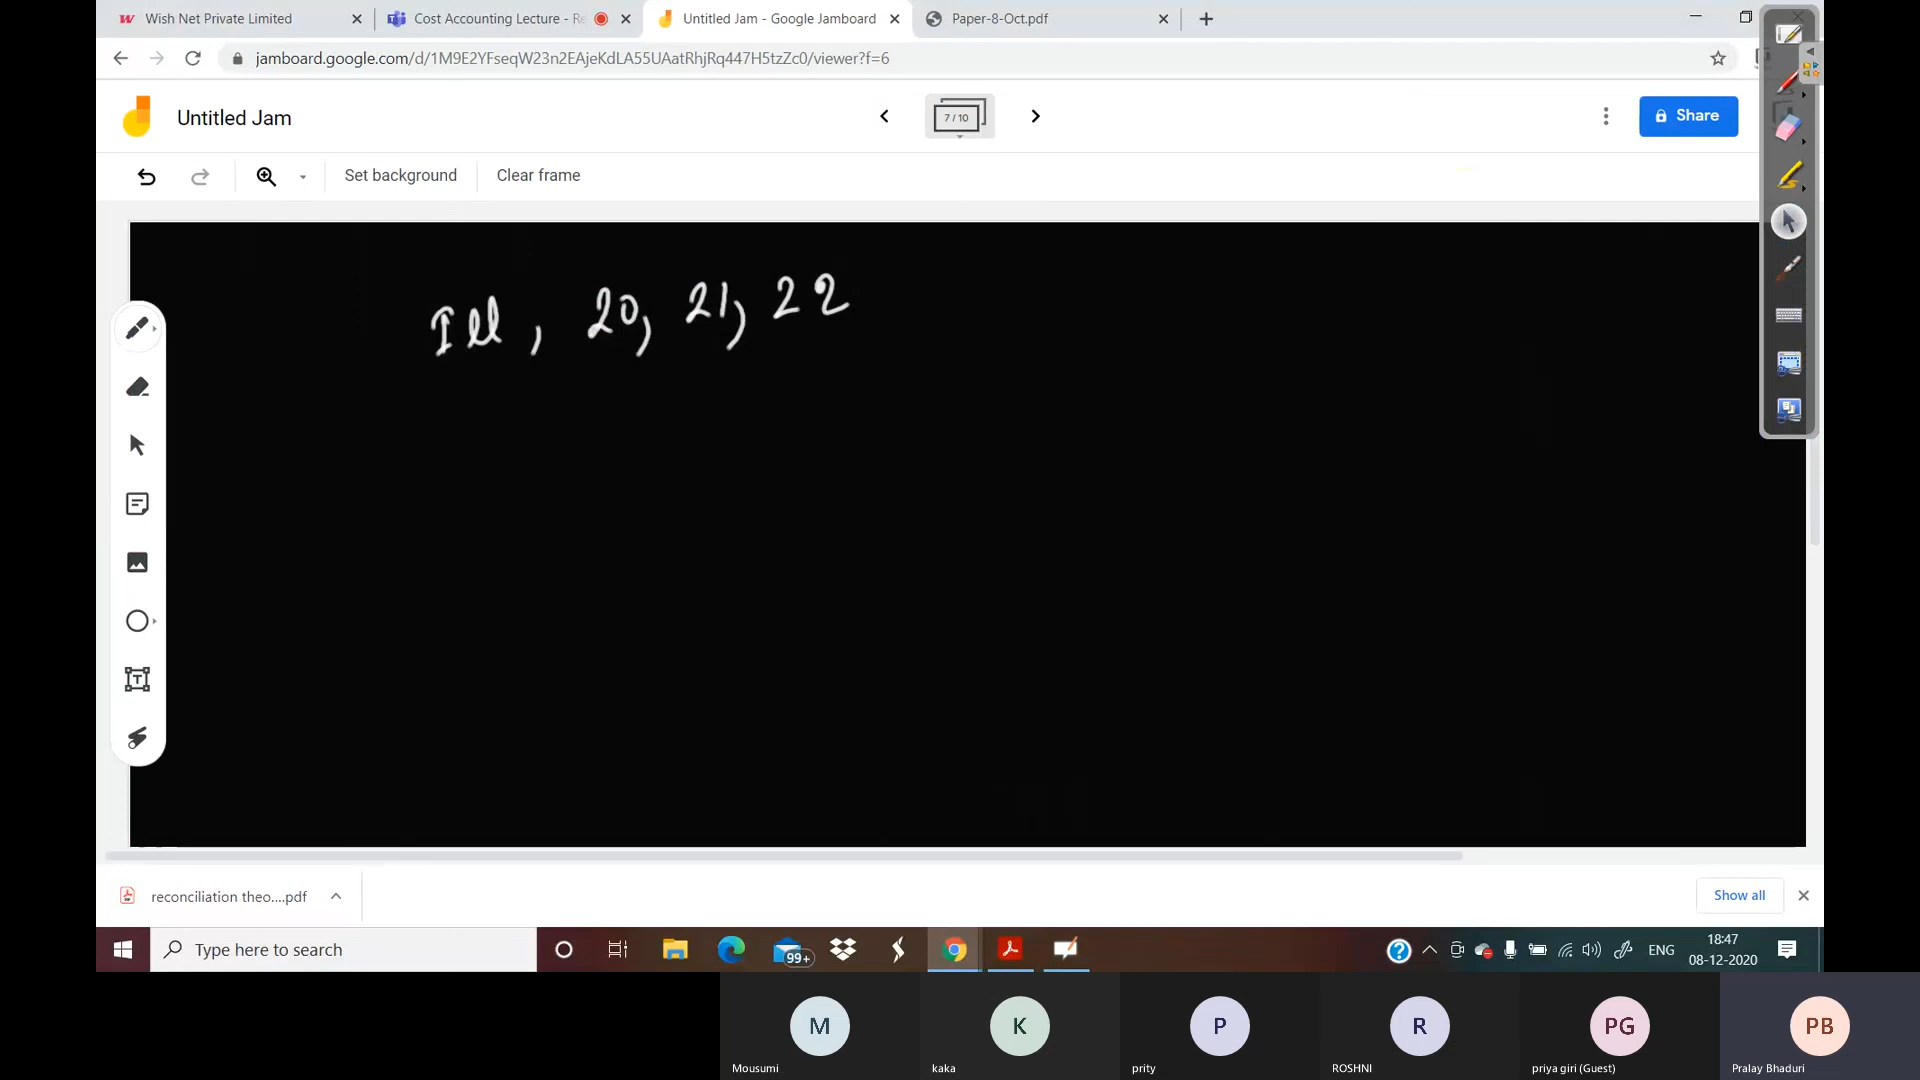 Wish Net Private Limited
Cost Accounting Lecture - Re
Untitled Jam - Google Jamboard
Paper-8-Oct.pdf
jamboard.google.com/d/1M9E2YFseqW23n2EAjeKdLA55UAatRhjRq447H5tzZc0/viewer?f=6
Untitled Jam
7 / 10
Share
Set background
Clear frame
Ill, 20, 21, 22
reconciliation theo....pdf
Show all
Type here to search
99+
ENG
18:47
08-12-2020
M
K
P
R
PG
PB
Mousumi
kaka
prity
ROSHNI
priya giri (Guest)
Pralay Bhaduri